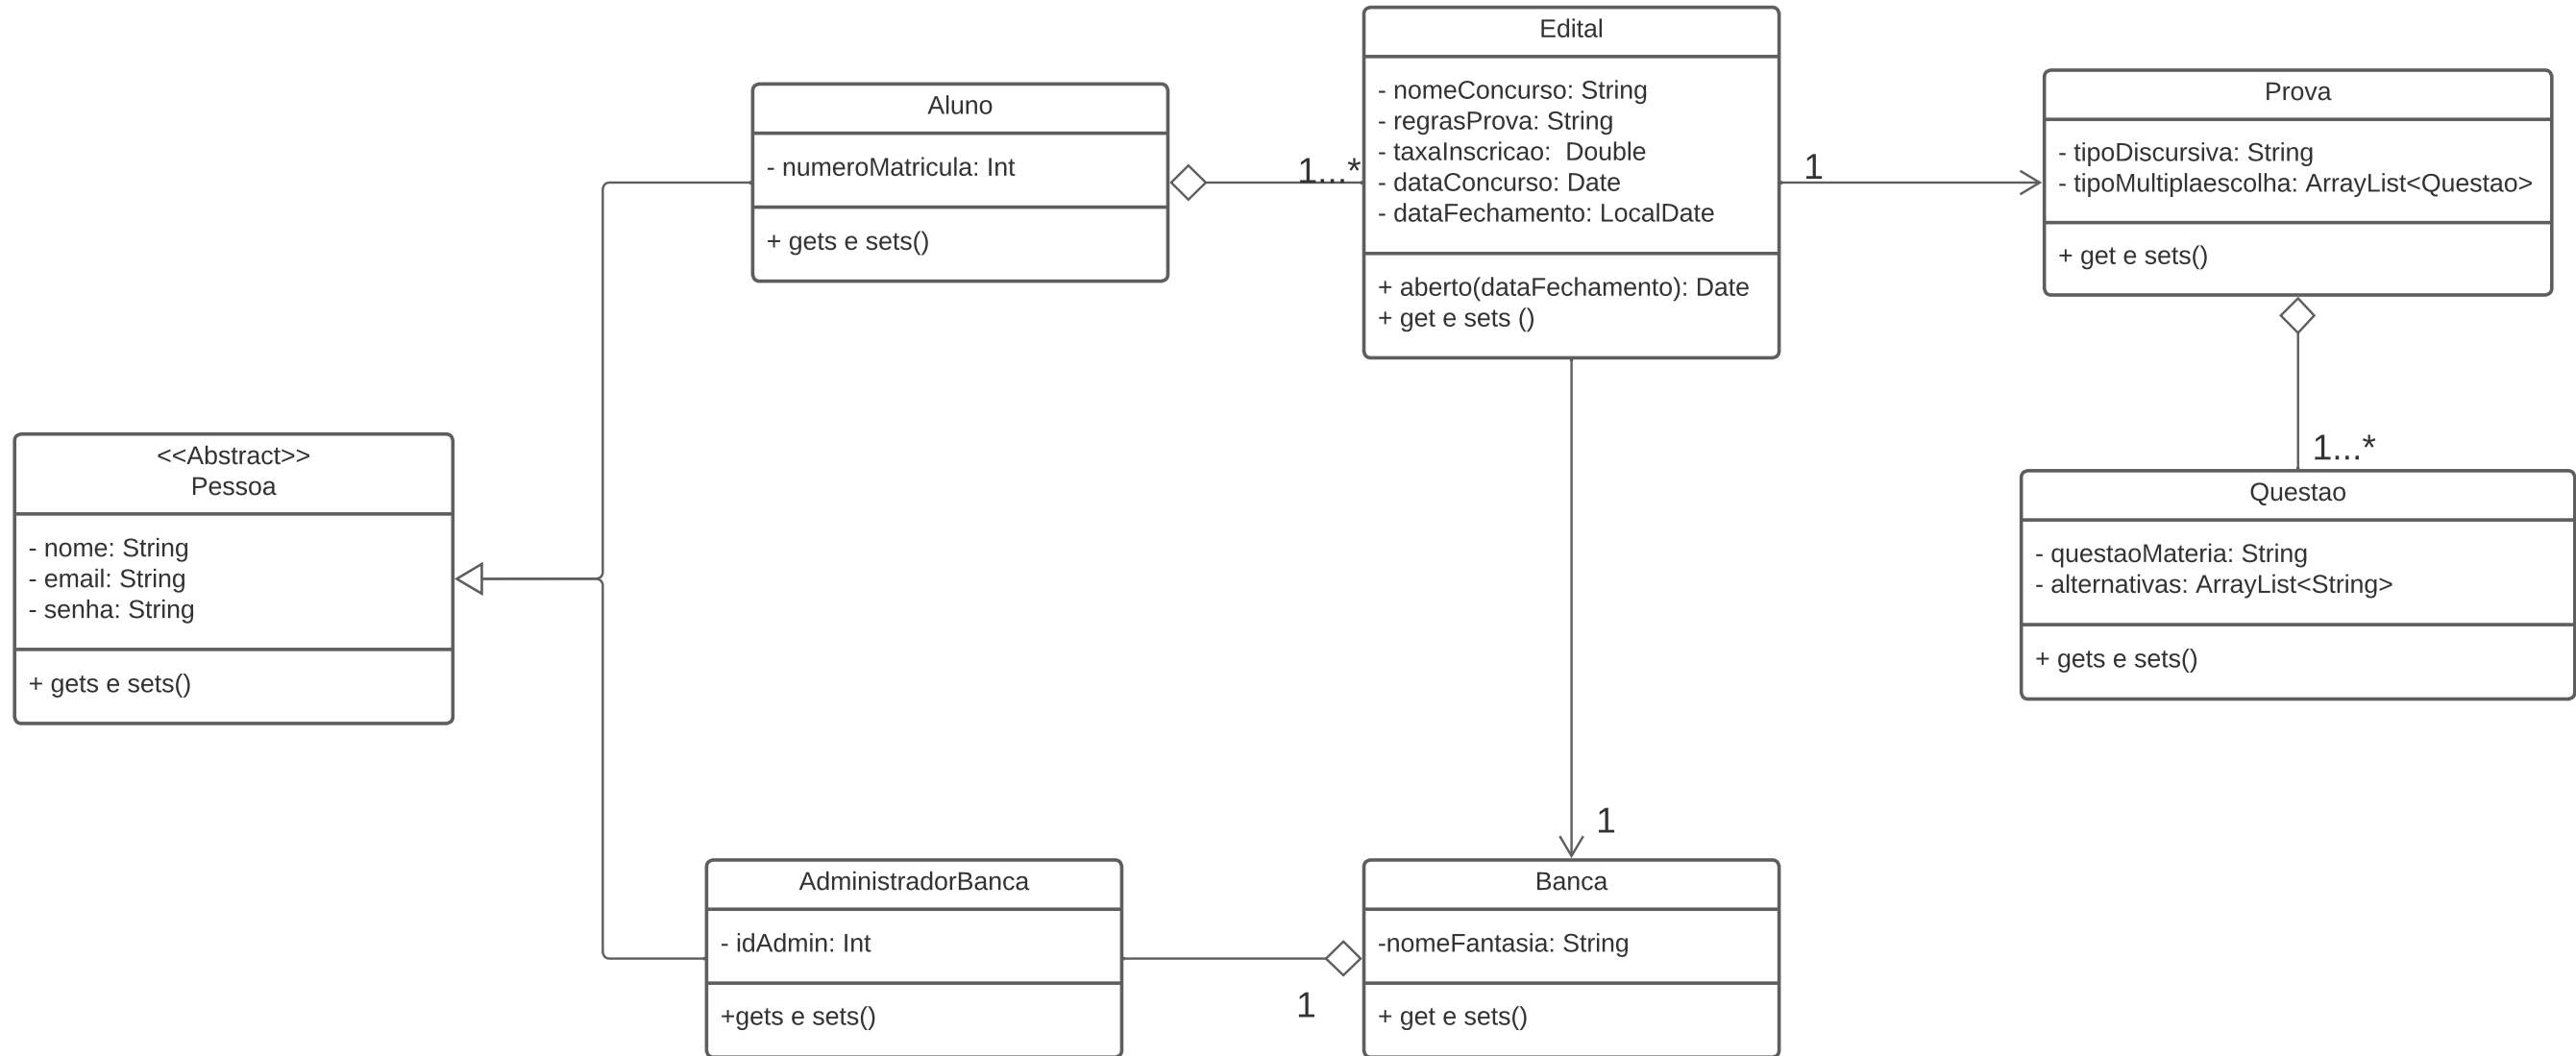 Edital
- nomeConcurso: String
- regrasProva: String
- taxaInscricao:  Double
- dataConcurso: Date
- dataFechamento: LocalDate
+ aberto(dataFechamento): Date
+ get e sets ()
Aluno
- numeroMatricula: Int
+ gets e sets()
1...*
1
Prova
- tipoDiscursiva: String
- tipoMultiplaescolha: ArrayList<Questao>
+ get e sets()
1...*
Questao
- questaoMateria: String
- alternativas: ArrayList<String>
+ gets e sets()
<<Abstract>>
Pessoa
- nome: String
- email: String
- senha: String
+ gets e sets()
1
AdministradorBanca
- idAdmin: Int
+gets e sets()
1
Banca
-nomeFantasia: String
+ get e sets()